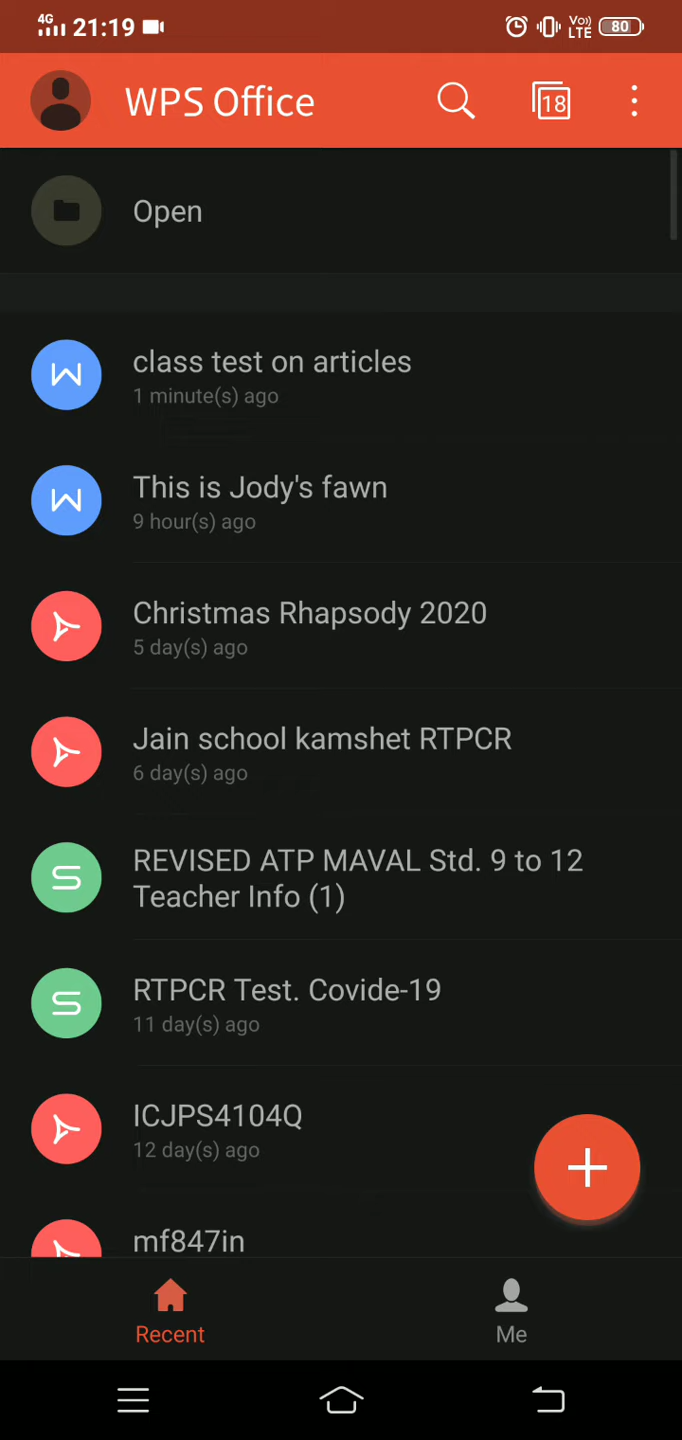 4G 21:19 Vo) LTE 80
WPS Office 18
Open
class test on articles
1 minute(s) ago
This is Jody's fawn
9 hour(s) ago
Christmas Rhapsody 2020
5 day(s) ago
Jain school kamshet RTPCR
6 day(s) ago
REVISED ATP MAVAL Std. 9 to 12
Teacher Info (1)
RTPCR Test. Covide-19
11 day(s) ago
ICJPS4104Q
12 day(s) ago
mf847in
Recent
Me